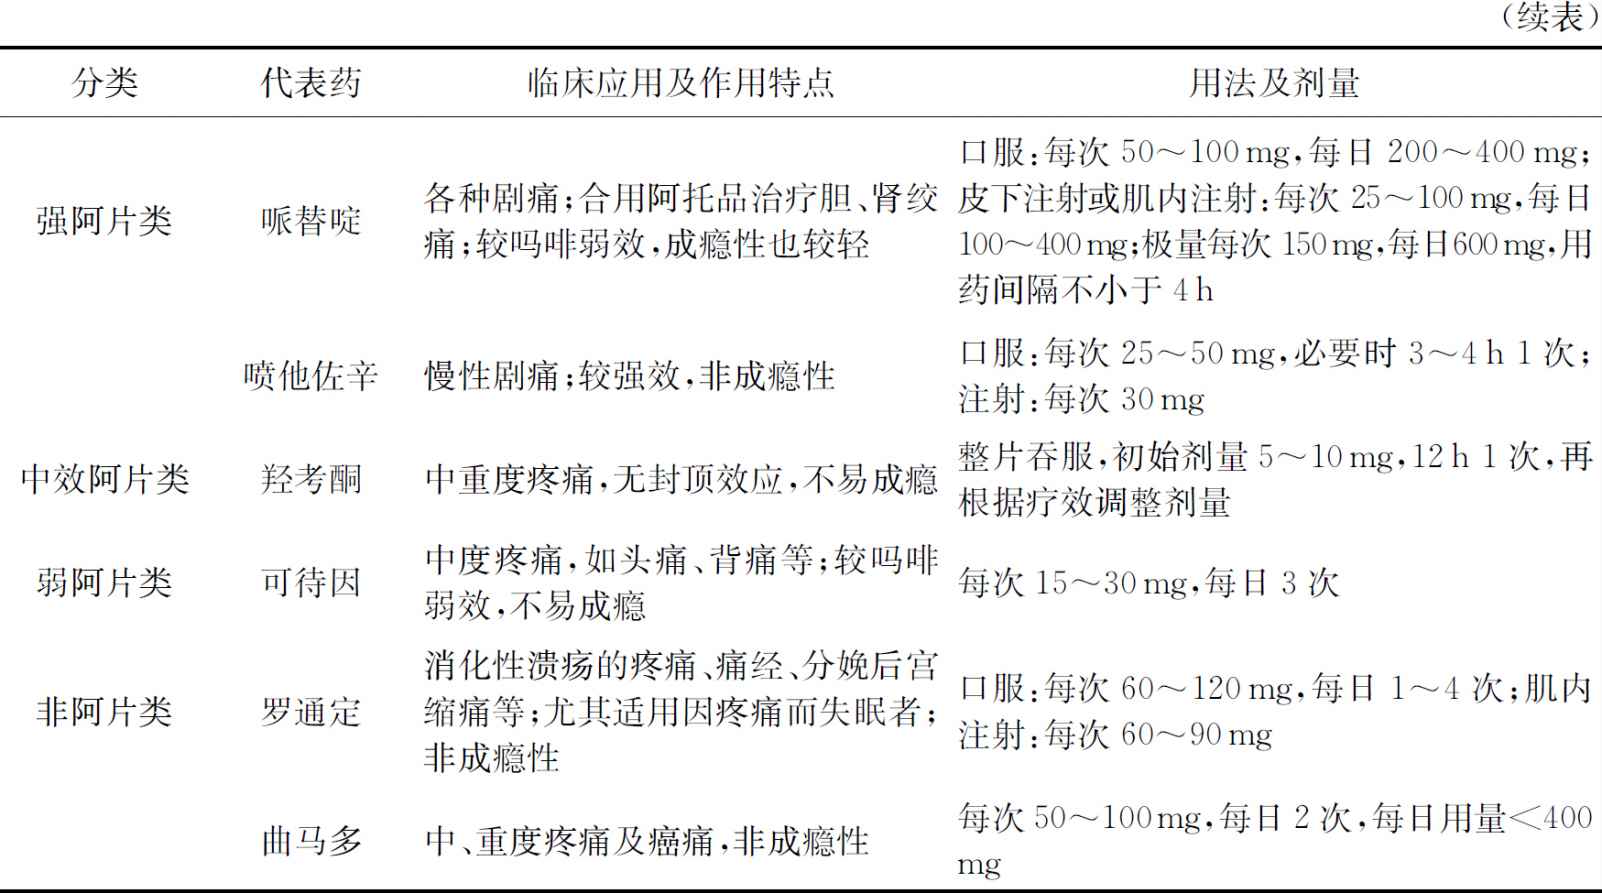 （续表）
分类 代表药 临床应用及作用特点 用法及剂量
口服:每次 50～100 mg,每日 200～400 mg;
强阿片类 哌替啶 各种剧痛;合用阿托品治疗胆、肾绞 皮下注射或肌内注射:每次 25～100 mg,每日
痛;较吗啡弱效,成瘾性也较轻 100～400 mg;极量每次 150 mg,每日600 mg,用
药间隔不小于 4 h
喷他佐辛 慢性剧痛;较强效,非成瘾性 口服:每次 25～50 mg,必要时 3～4 h 1 次;
注射:每次 30 mg
中效阿片类 羟考酮 中重度疼痛,无封顶效应,不易成瘾 整片吞服,初始剂量 5～10 mg,12 h 1 次,再
根据疗效调整剂量
弱阿片类 可待因 中度疼痛,如头痛、背痛等;较吗啡 每次 15～30 mg,每日 3 次
弱效,不易成瘾
消化性溃疡的疼痛、痛经、分娩后宫
非阿片类 罗通定 缩痛等;尤其适用因疼痛而失眠者; 口服:每次 60～120 mg,每日 1～4 次;肌内
非成瘾性 注射:每次 60～90 mg
曲马多 中、重度疼痛及癌痛,非成瘾性 每次 50～100 mg,每日 2 次,每日用量<400
mg